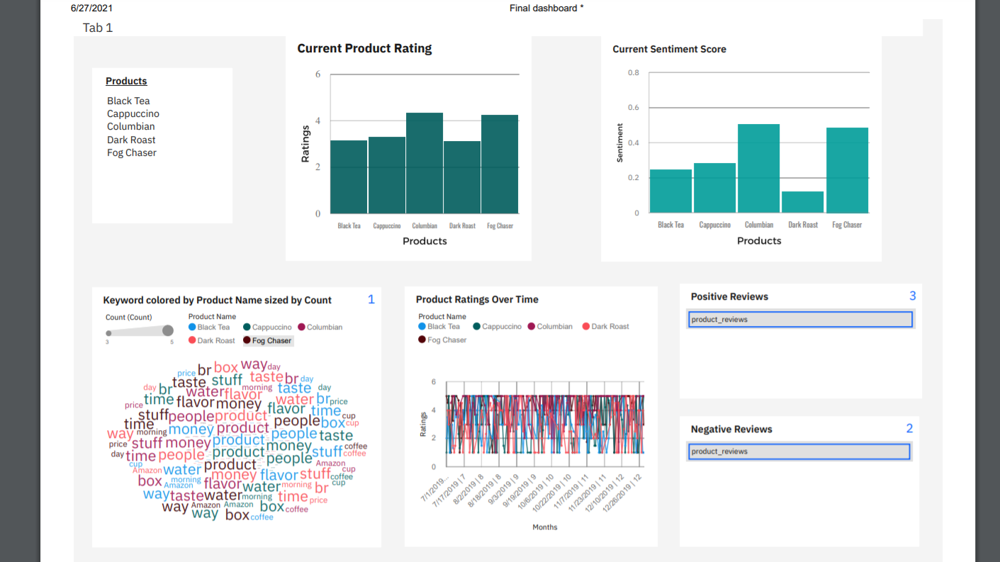 6/27/2021
Final dashboard *
Tab 1
Products
Black Tea
Cappuccino
Columbian
Dark Roast
Fog Chaser
Current Product Rating
6
4
2
0
Ratings
Black Tea Cappuccino Columbian Dark Roast Fog Chaser
Products
Current Sentiment Score
0.8
0.6
0.4
0.2
0
Sentiment
Black Tea Cappuccino Columbian Dark Roast Fog Chaser
Products
Keyword colored by Product Name sized by Count 1
Count (Count)
3 5
Product Name
Black Tea Cappuccino Columbian
Dark Roast Fog Chaser
price br box way day
taste stuff taste br day
day br water flavor morning taste day
price time flavor money flavor water br price
stuff people product people time cup
time morning money product people box cup
way stuff money product people taste
price stuff money product money stuff coffee
day time people product people coffee
cup Amazon water product Amazon cup
box morning money flavor stuff coffee
Amazon flavor water morning br cup
way taste water morning time price
way Amazon Amazon box coffee
way box coffee
Product Ratings Over Time
Product Name
Black Tea Cappuccino Columbian Dark Roast
Fog Chaser
6
4
2
0
Ratings
7/1/2019...
7/17/2019 | 7
8/2/2019 | 8
8/18/2019 | 8
9/3/2019 | 9
9/19/2019 | 9
10/6/2019 | 10
10/22/2019 | 10
11/7/2019 | 11
11/23/2019 | 11
12/10/2019 | 12
12/26/2019 | 12
Months
Positive Reviews 3
product_reviews
Negative Reviews 2
product_reviews